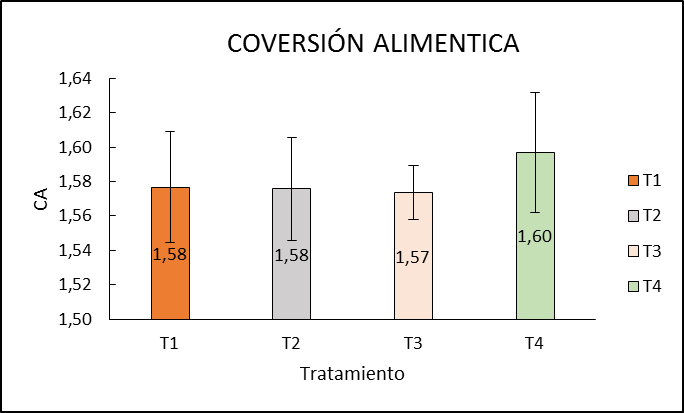 COVERSIÓN ALIMENTICA
1,64
1,62
1,60
1,58
1,56
1,54
1,52
1,50
CA
1,58
1,58
1,57
1,60
T1
T2
T3
T4
Tratamiento
T1
T2
T3
T4